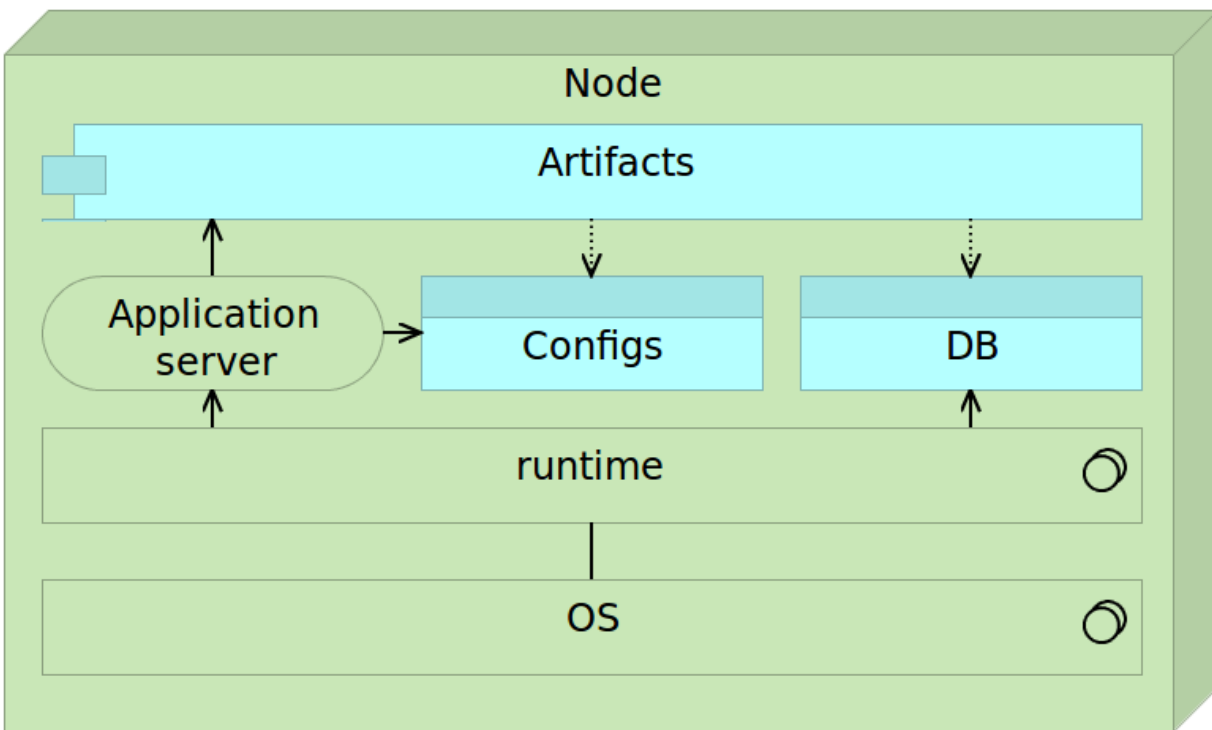 Node
Artifacts
Application
server
Configs
DB
runtime
OS